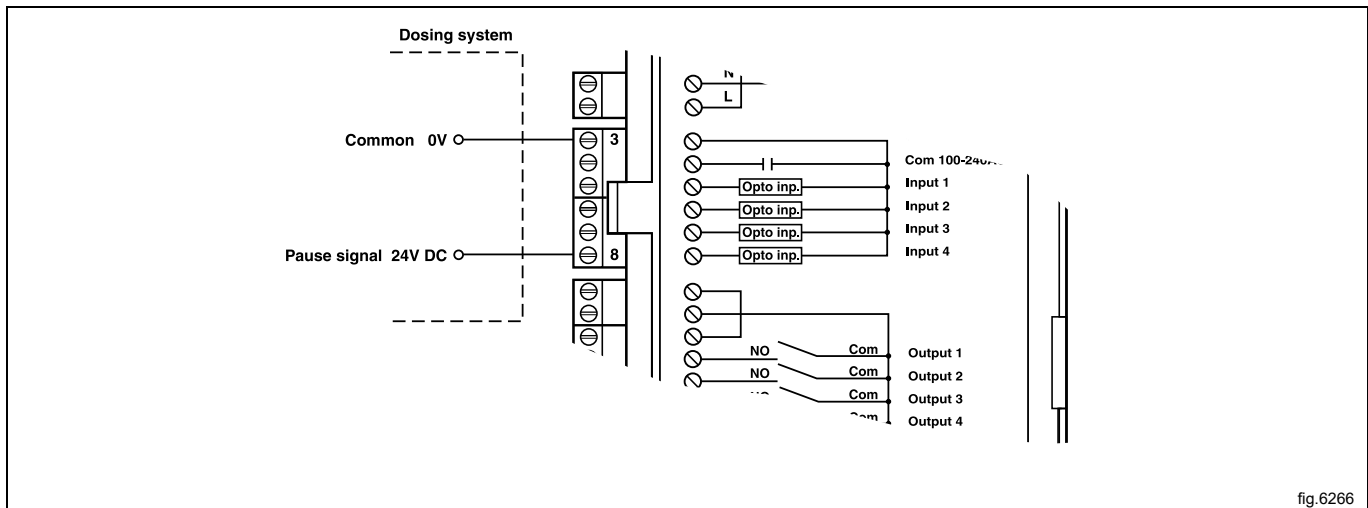 Dosing system
Common 0V
Pause signal 24V DC
3
8
N
L
Com
Input 1
Opto inp.
Input 2
Opto inp.
Input 3
Opto inp.
Input 4
Opto inp.
NO
Com
Output 1
NO
Com
Output 2
NO
Com
Output 3
Com
Output 4
fig.6266